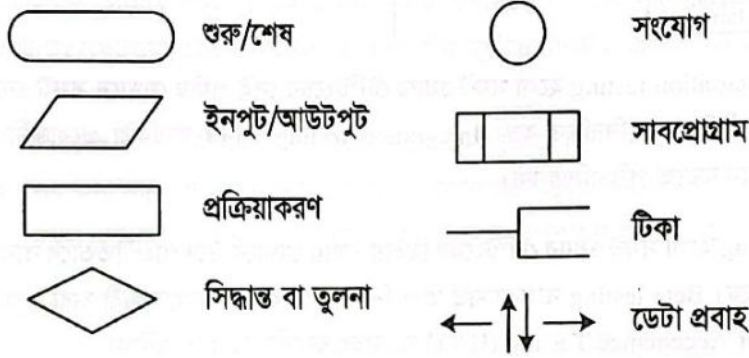 শুরু/শেষ
ইনপুট/আউটপুট
প্রক্রিয়াকরণ
সিদ্ধান্ত বা তুলনা
সংযোগ
সাবপ্রোগ্রাম
টিকা
ডেটা প্রবাহ